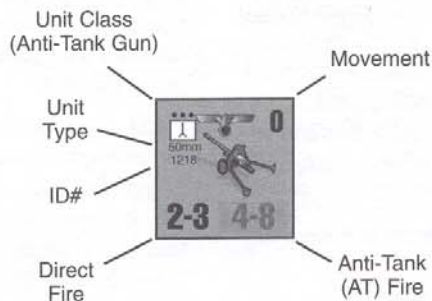 Unit Class
(Anti-Tank Gun)
Movement
0
Unit
Type
50mm
1218
ID#
2-3 4-8
Direct
Fire
Anti-Tank
(AT) Fire